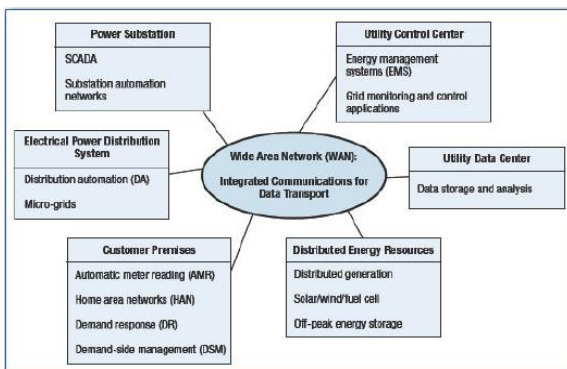 Power Substation
SCADA
Substation automation
networks
Utility Control Center
Energy management
systems (EMS)
Grid monitoring and control
applications
Electrical Power Distribution
System
Distribution automation (DA)
Micro-grids
Wide Area Network (WAN):
Integrated Communications for
Data Transport
Utility Data Center
Data storage and analysis
Customer Premises
Automatic meter reading (AMR)
Home area networks (HAN)
Demand response (DR)
Demand-side management (DSM)
Distributed Energy Resources
Distributed generation
Solar/wind/fuel cell
Off-peak energy storage